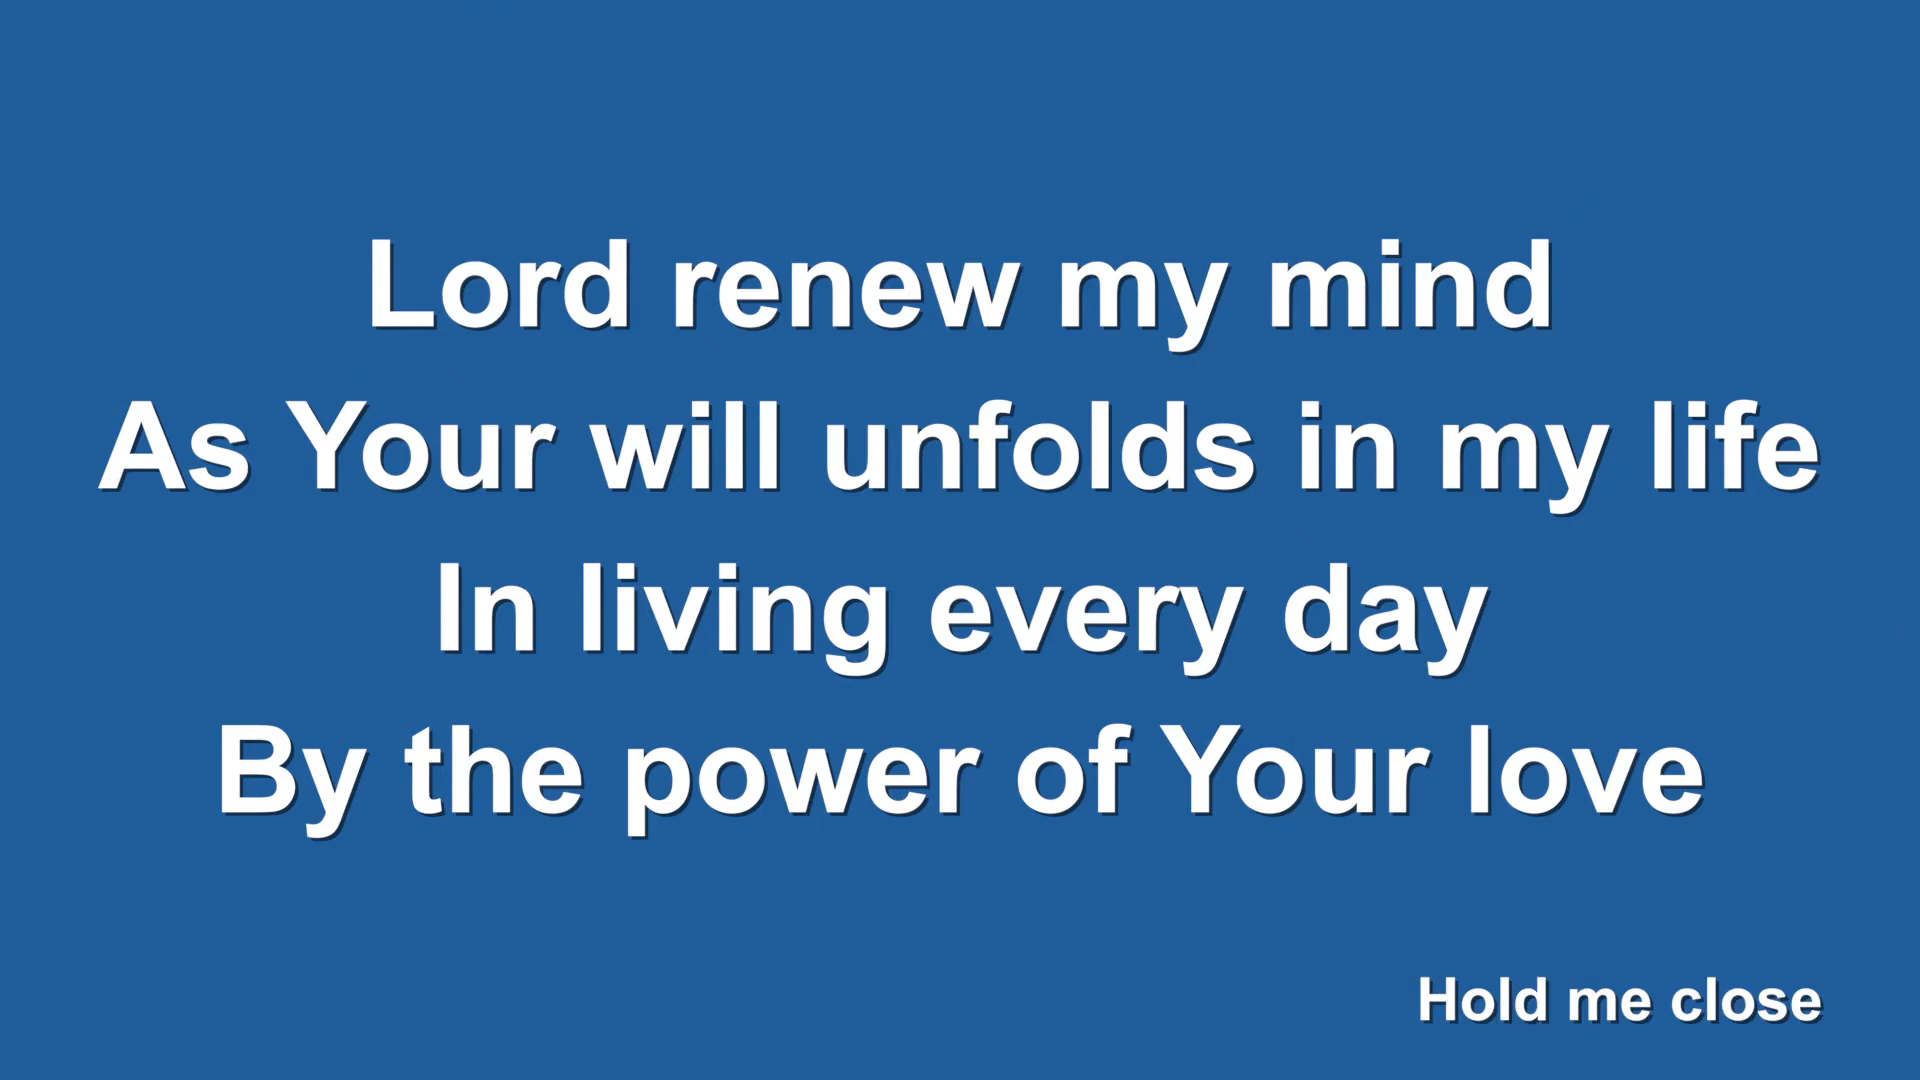 Lord renew my mind
As Your will unfolds in my life
In living every day
By the power of Your love
Hold me close